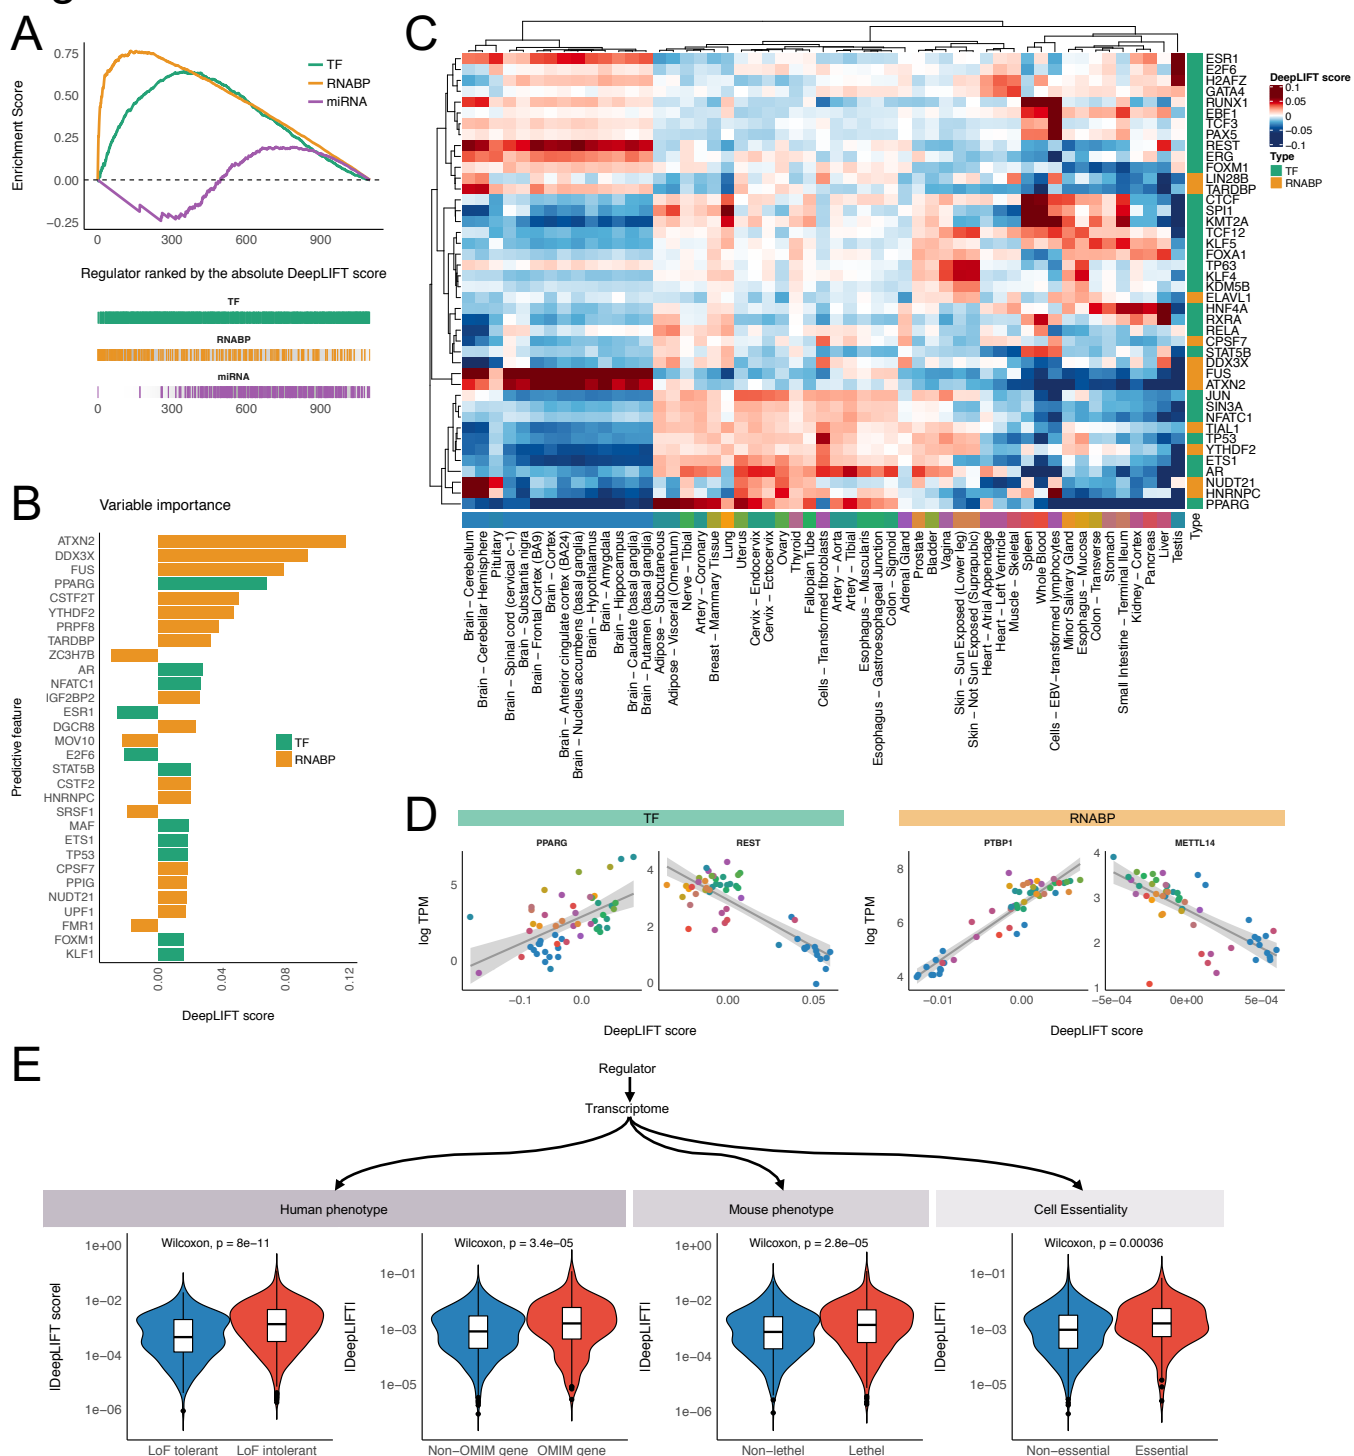 A
0.75
0.50
0.25
0.00
−0.25
Enrichment Score
TF
RNABP
miRNA
0 300 600 900
Regulator ranked by the absolute DeepLIFT score
TF
RNABP
miRNA
0 300 600 900
B
Variable importance
Predictive feature
ATXN2
DDX3X
FUS
PPARG
CSTF2T
YTHDF2
PRPF8
TARDBP
ZC3H7B
AR
NFATC1
IGF2BP2
ESR1
DGCR8
MOV10
E2F6
STAT5B
CSTF2
HNRNPC
SRSF1
MAF
ETS1
TP53
CPSF7
PPIG
NUDT21
UPF1
FMR1
FOXM1
KLF1
TF
RNABP
0.00 0.04 0.08 0.12
DeepLIFT score
C
ESR1
E2F6
H2AFZ
GATA4
RUNX1
EBF1
TCF3
PAX5
REST
ERG
FOXM1
LIN28B
TARDBP
CTCF
SPI1
KMT2A
TCF12
KLF5
FOXA1
TP63
KLF4
KDM5B
ELAVL1
HNF4A
RXRA
RELA
CPSF7
STAT5B
DDX3X
FUS
ATXN2
JUN
SIN3A
NFATC1
TIAL1
TP53
YTHDF2
ETS1
AR
NUDT21
HNRNPC
PPARG
Type
DeepLIFT score
0.1
0.05
0
−0.05
−0.1
Type
TF
RNABP
Brain − Cerebellum
Brain − Cerebellar Hemisphere
Pituitary
Brain − Spinal cord (cervical c−1)
Brain − Substantia nigra
Brain − Frontal Cortex (BA9)
Brain − Cortex
Brain − Anterior cingulate cortex (BA24)
Brain − Nucleus accumbens (basal ganglia)
Brain − Hypothalamus
Brain − Amygdala
Brain − Hippocampus
Brain − Caudate (basal ganglia)
Brain − Putamen (basal ganglia)
Adipose − Subcutaneous
Adipose − Visceral (Omentum)
Nerve − Tibial
Artery − Coronary
Breast − Mammary Tissue
Lung
Uterus
Cervix − Endocervix
Cervix − Ectocervix
Ovary
Thyroid
Fallopian Tube
Cells − Transformed fibroblasts
Artery − Aorta
Artery − Tibial
Esophagus − Muscularis
Esophagus − Gastroesophageal Junction
Colon − Sigmoid
Adrenal Gland
Prostate
Bladder
Vagina
Skin − Sun Exposed (Lower leg)
Skin − Not Sun Exposed (Suprapubic)
Heart − Atrial Appendage
Heart − Left Ventricle
Muscle − Skeletal
Spleen
Whole Blood
Cells − EBV−transformed lymphocytes
Minor Salivary Gland
Esophagus − Mucosa
Colon − Transverse
Stomach
Small Intestine − Terminal Ileum
Kidney − Cortex
Pancreas
Liver
Testis
D
TF
RNABP
PPARG
REST
PTBP1
METTL14
log TPM
5
0
−0.1 0.0
4
2
0
0.00 0.05
DeepLIFT score
log TPM
8
6
4
−0.01 0.00
4
3
2
1
−5e−04 0e+00 5e−04
DeepLIFT score
E
Regulator
Transcriptome
Human phenotype
Mouse phenotype
Cell Essentiality
|DeepLIFT score|
1e+00
1e−02
1e−04
1e−06
Wilcoxon, p = 8e−11
LoF tolerant LoF intolerant
|DeepLIFT|
1e−01
1e−03
1e−05
Wilcoxon, p = 3.4e−05
Non−OMIM gene OMIM gene
|DeepLIFT|
1e+00
1e−02
1e−04
1e−06
Wilcoxon, p = 2.8e−05
Non−lethel Lethel
|DeepLIFT|
1e−01
1e−03
1e−05
Wilcoxon, p = 0.00036
Non−essential Essential